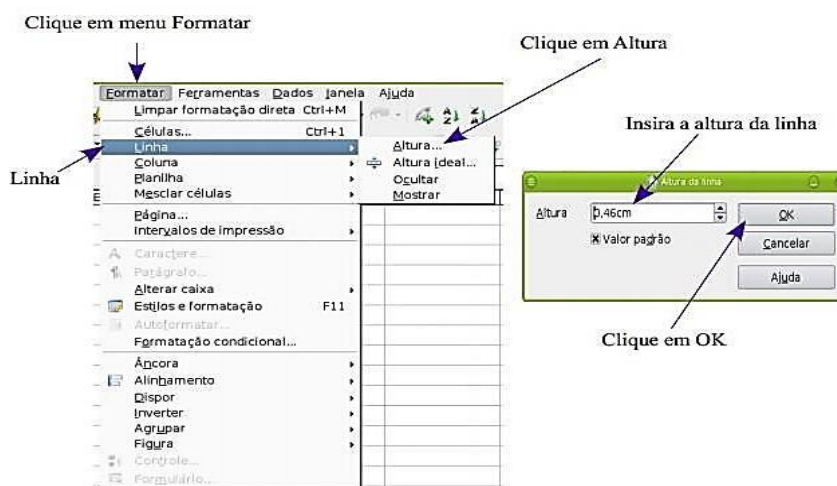 Clique em menu Formatar
Clique em Altura
Formatar Ferramentas Dados Janela Ajuda
Limpar formatação direta Ctrl+M
Células... Ctrl+1
Linha
Coluna
Planilha
Mesclar células
Página...
Intervalos de impressão
Caractere...
Parágrafo...
Alterar caixa
Estilos e formatação F11
Autoformatar...
Formatação condicional...
Âncora
Alinhamento
Dispor
Inverter
Agrupar
Figura
Controle...
Formulário...
Altura...
Altura ideal...
Ocultar
Mostrar
Linha
Insira a altura da linha
Altura da linha
Altura 0,46cm
Valor padrão
OK
Cancelar
Ajuda
Clique em OK